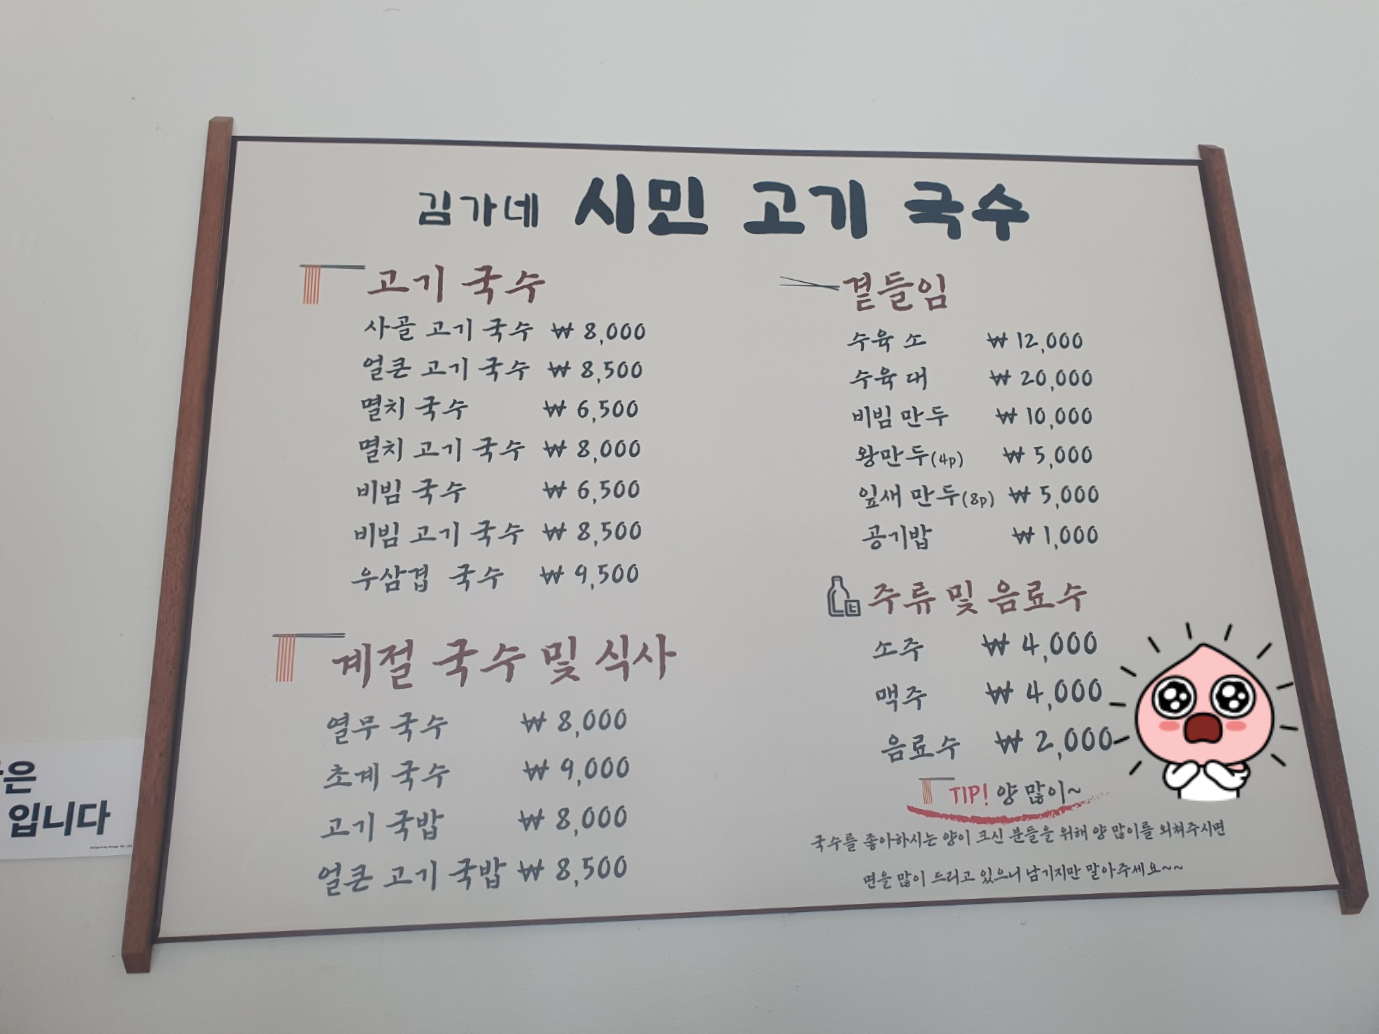 김가네 시민 고기 국수
고기 국수
사골 고기 국수 ₩ 8,000
얼큰 고기 국수 ₩ 8,500
멸치 국수 ₩ 6,500
멸치 고기 국수 ₩ 8,000
비빔 국수 ₩ 6,500
비빔 고기 국수 ₩ 8,500
우삼겹 국수 ₩ 9,500
계절 국수 및 식사
열무 국수 ₩ 8,000
초계 국수 ₩ 9,000
고기 국밥 ₩ 8,000
얼큰 고기 국밥 ₩ 8,500
곁들임
수육 소 ₩ 12,000
수육 대 ₩ 20,000
비빔 만두 ₩ 10,000
왕만두(4p) ₩ 5,000
잎새 만두(8p) ₩ 5,000
공기밥 ₩ 1,000
주류 및 음료수
소주 ₩ 4,000
맥주 ₩ 4,000
음료수 ₩ 2,000
TIP! 양 많이~
국수를 좋아하시는 양이 크신 분들을 위해 양 많이를 외쳐주시면
면을 많이 드리고 있으니 남기지만 말아주세요~~
은
입니다